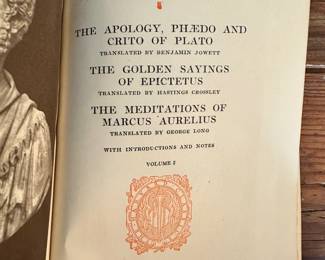 THE APOLOGY, PHÆDO AND
CRITO OF PLATO
TRANSLATED BY BENJAMIN JOWETT
THE GOLDEN SAYINGS
OF EPICTETUS
TRANSLATED BY HASTINGS CROSSLEY
THE MEDITATIONS OF
MARCUS AURELIUS
TRANSLATED BY GEORGE LONG
WITH INTRODUCTIONS AND NOTES
VOLUME 2